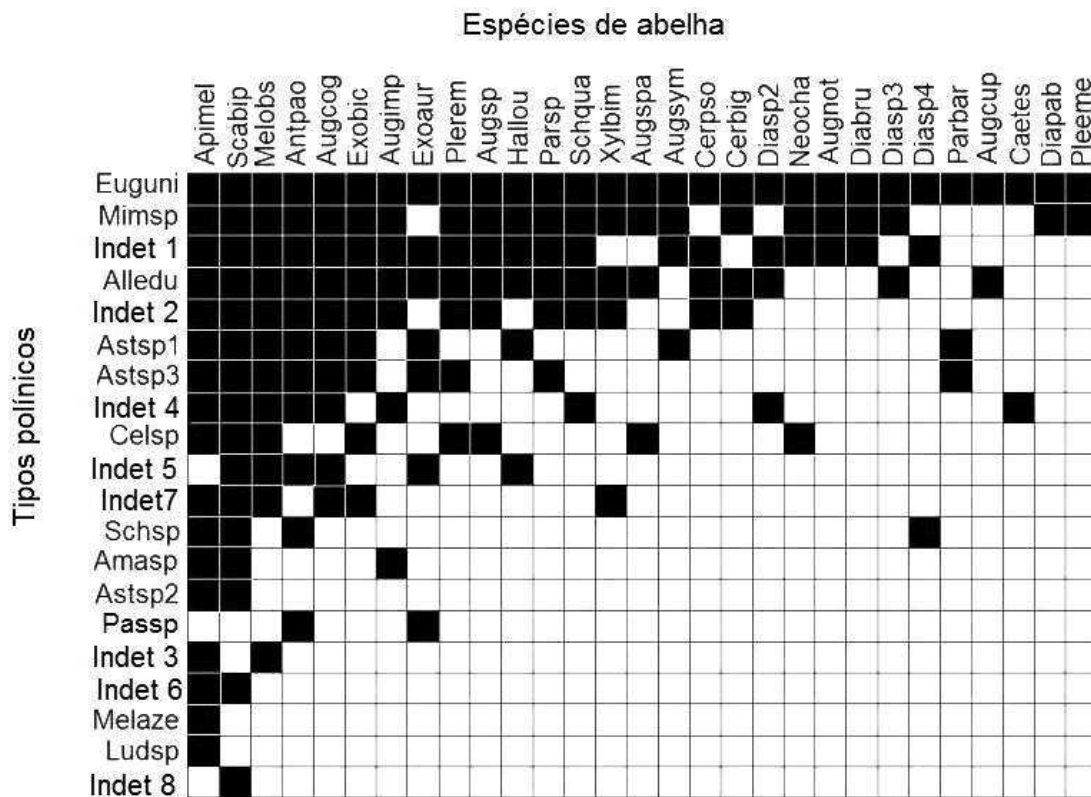 Espécies de abelha
Apimel
Scabip
Melobs
Antpao
Augcog
Exobic
Augimp
Exoaur
Plerem
Augsp
Hallou
Parsp
Schqua
Xylbim
Augspa
Augsym
Cerpso
Cerbig
Diasp2
Neocha
Augnot
Diabru
Diasp3
Diasp4
Parbar
Augcup
Caetes
Diapab
Pleeme
Tipos polínicos
Euguni
Mimsp
Indet 1
Alledu
Indet 2
Astsp1
Astsp3
Indet 4
Celsp
Indet 5
Indet7
Schsp
Amasp
Astsp2
Passp
Indet 3
Indet 6
Melaze
Ludsp
Indet 8